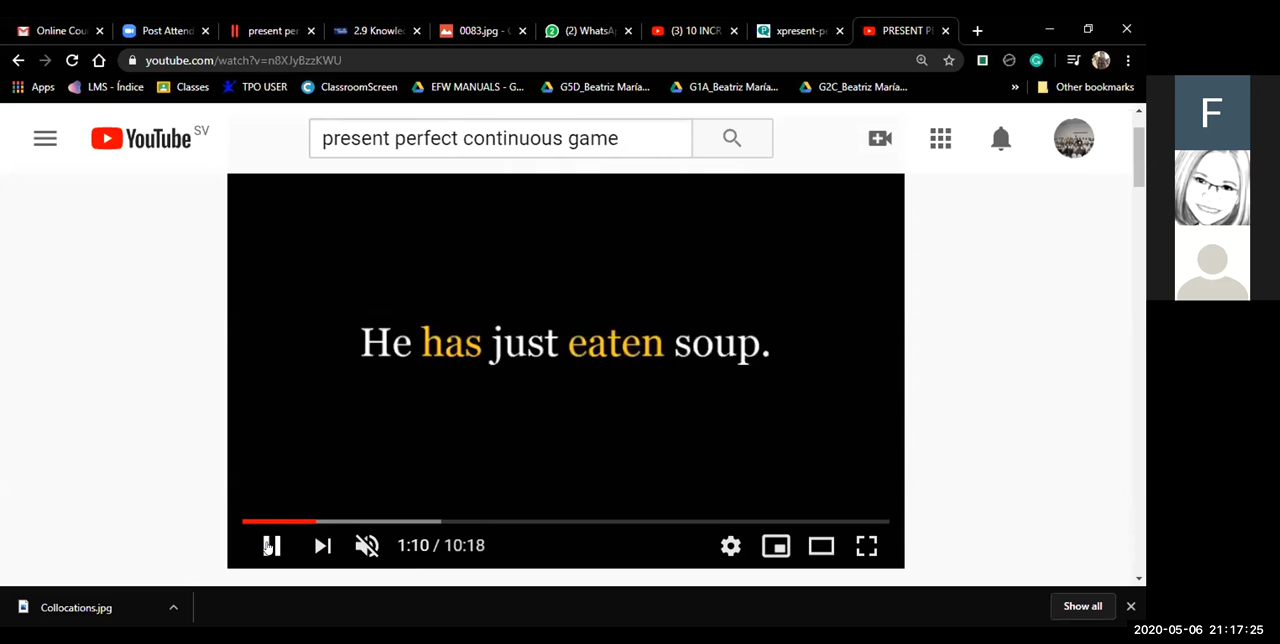 Online Cou
Post Attend
present per
2.9 Knowled
0083.jpg - G
(2) WhatsA
(3) 10 INCR
xpresent-pe
PRESENT P
youtube.com/watch?v=n8XJyBzzKWU
Apps
LMS - Índice
Classes
TPO USER
ClassroomScreen
EFW MANUALS - G...
G5D_Beatriz María...
G1A_Beatriz María...
G2C_Beatriz María...
»
Other bookmarks
YouTube SV
present perfect continuous game
F
He has just eaten soup.
1:10 / 10:18
Collocations.jpg
Show all
2020-05-06 21:17:25